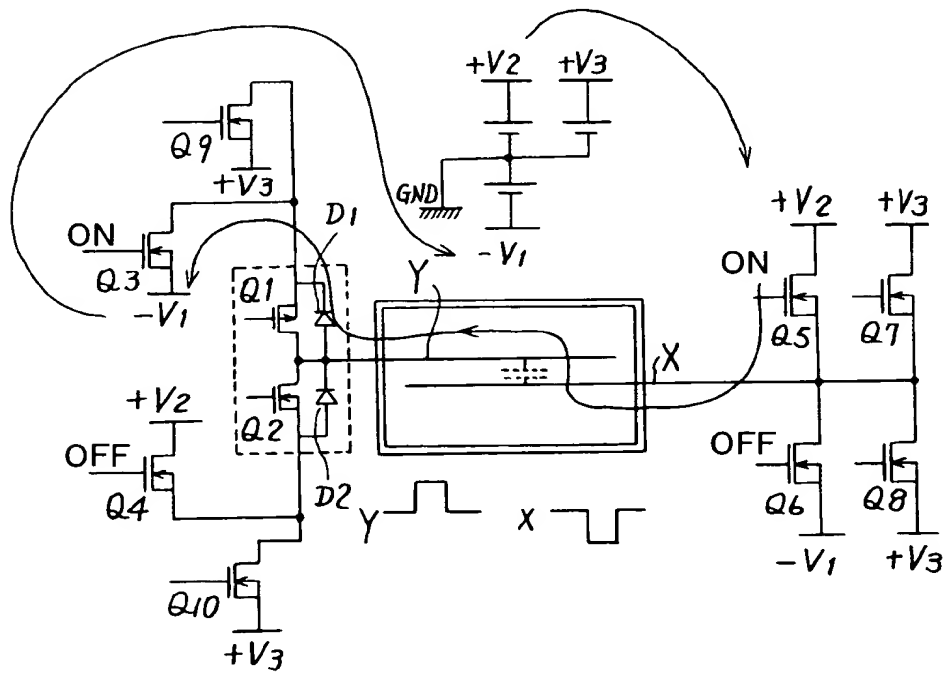 +V2 +V3
Q9
+V3
GND
-V1
D1
ON
Q3
-V1
Q1
Y
X
+V2 +V3
ON
Q5
Q7
+V2
OFF
Q4
Q2
D2
Y
X
OFF
Q6
Q8
-V1 +V3
Q10
+V3